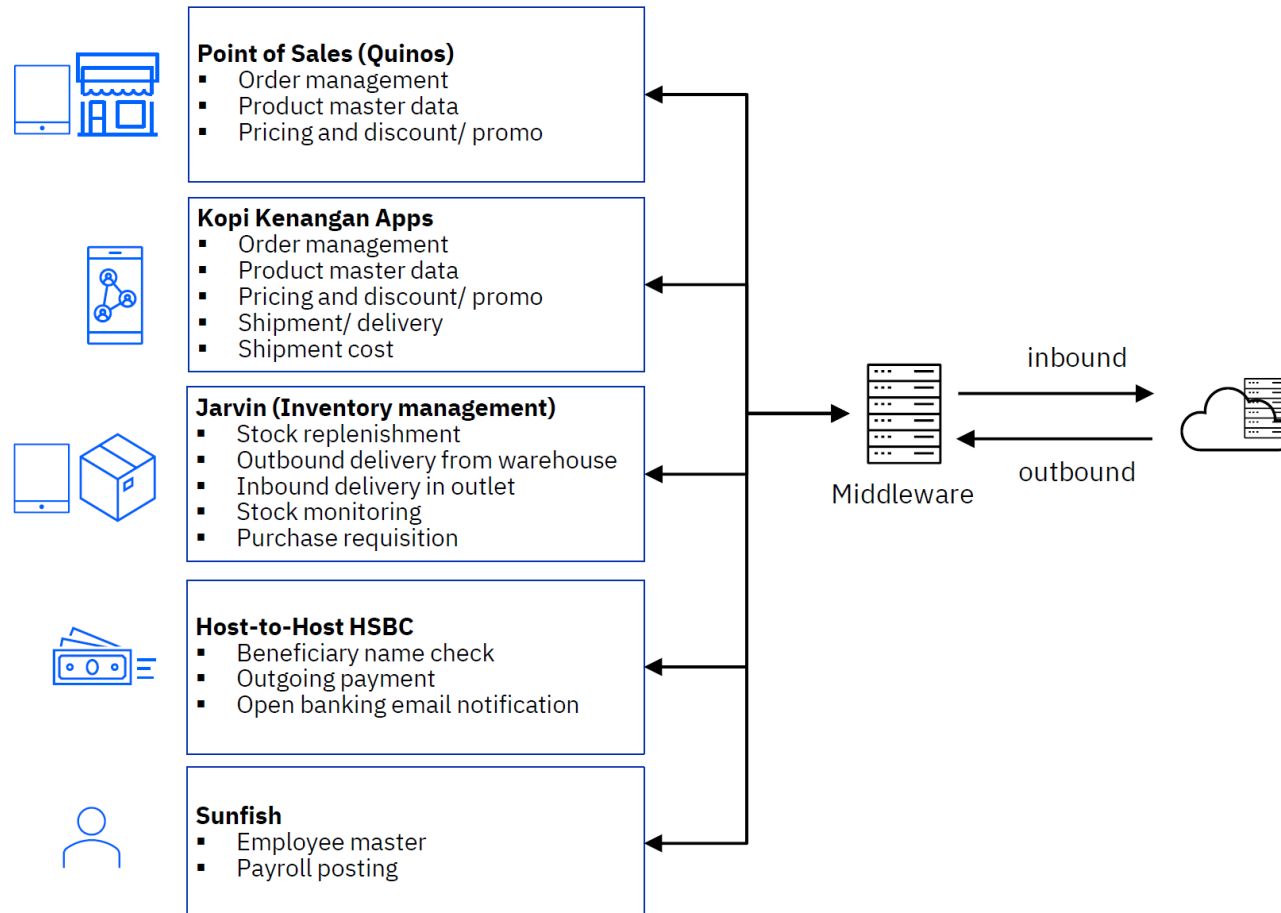 Point of Sales (Quinos)
▪ Order management
▪ Product master data
▪ Pricing and discount/ promo
Kopi Kenangan Apps
▪ Order management
▪ Product master data
▪ Pricing and discount/ promo
▪ Shipment/ delivery
▪ Shipment cost
Jarvin (Inventory management)
▪ Stock replenishment
▪ Outbound delivery from warehouse
▪ Inbound delivery in outlet
▪ Stock monitoring
▪ Purchase requisition
Host-to-Host HSBC
▪ Beneficiary name check
▪ Outgoing payment
▪ Open banking email notification
Sunfish
▪ Employee master
▪ Payroll posting
Middleware
inbound
outbound